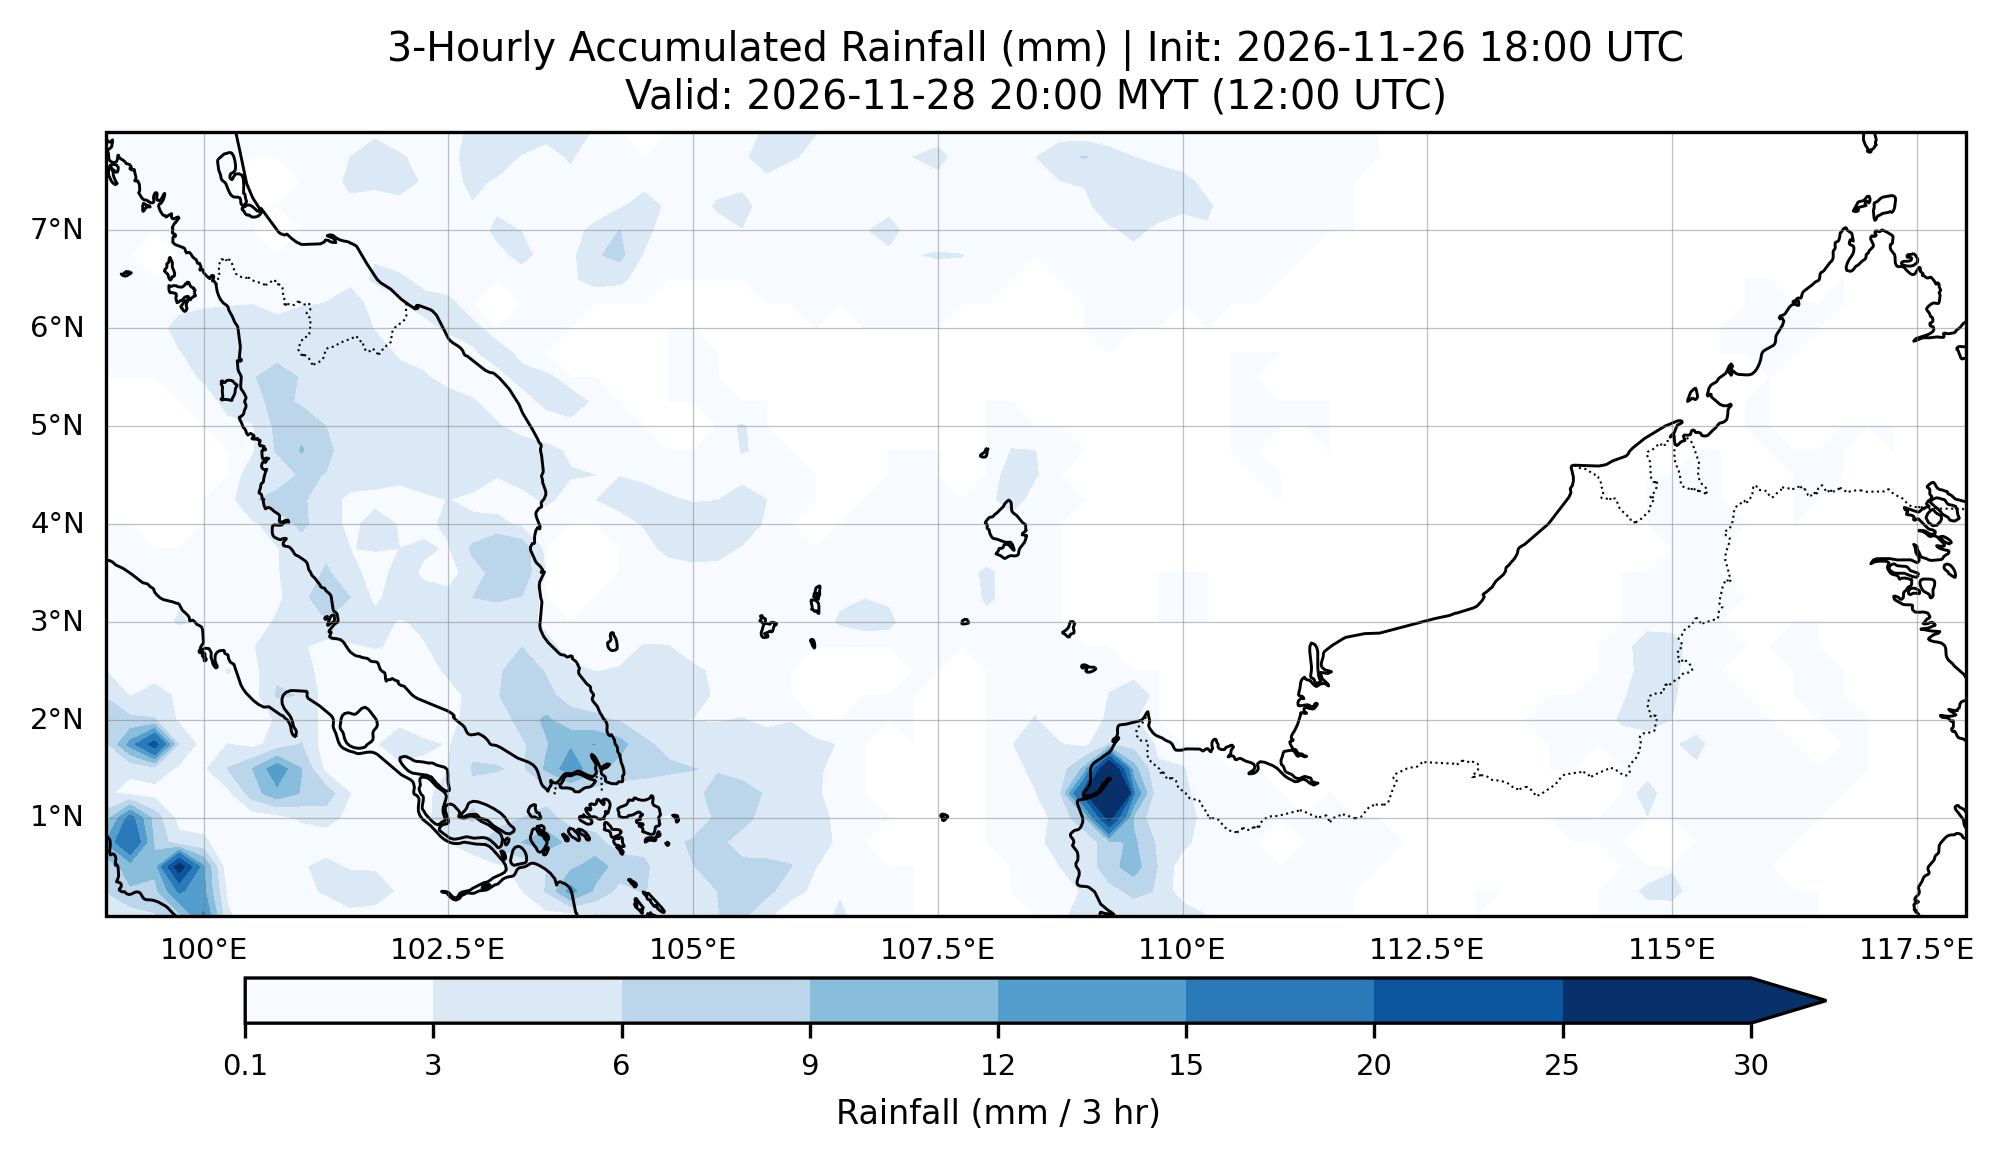 3-Hourly Accumulated Rainfall (mm) | Init: 2026-11-26 18:00 UTC
Valid: 2026-11-28 20:00 MYT (12:00 UTC)
7°N
6°N
5°N
4°N
3°N
2°N
1°N
100°E 102.5°E 105°E 107.5°E 110°E 112.5°E 115°E 117.5°E
0.1 3 6 9 12 15 20 25 30
Rainfall (mm / 3 hr)